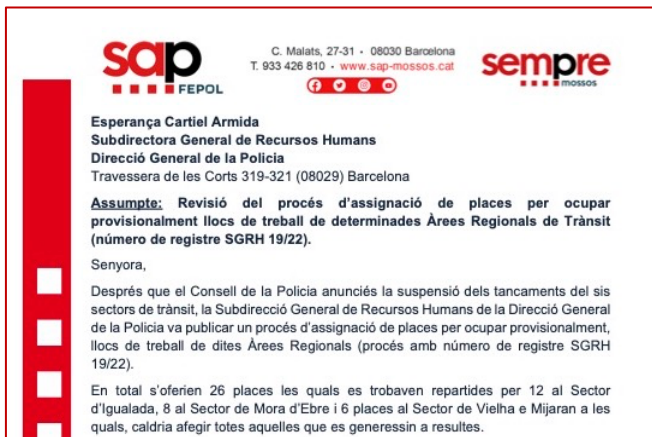 sap
FEPOL
C. Malats, 27-31 · 08030 Barcelona
T. 933 426 810 · www.sap-mossos.cat
sempre
mossos
Esperança Cartiel Armida
Subdirectora General de Recursos Humans
Direcció General de la Policia
Travessera de les Corts 319-321 (08029) Barcelona
Assumpte: Revisió del procés d'assignació de places per ocupar
provisionalment llocs de treball de determinades Àrees Regionals de Trànsit
(número de registre SGRH 19/22).
Senyora,
Després que el Consell de la Policia anunciés la suspensió dels tancaments del sis
sectors de trànsit, la Subdirecció General de Recursos Humans de la Direcció General
de la Policia va publicar un procés d'assignació de places per ocupar provisionalment,
llocs de treball de dites Àrees Regionals (procés amb número de registre SGRH
19/22).
En total s'oferien 26 places les quals es trobaven repartides per 12 al Sector
d'Igualada, 8 al Sector de Mora d'Ebre i 6 places al Sector de Vielha e Mijaran a les
quals, caldria afegir totes aquelles que es generessin a resultes.